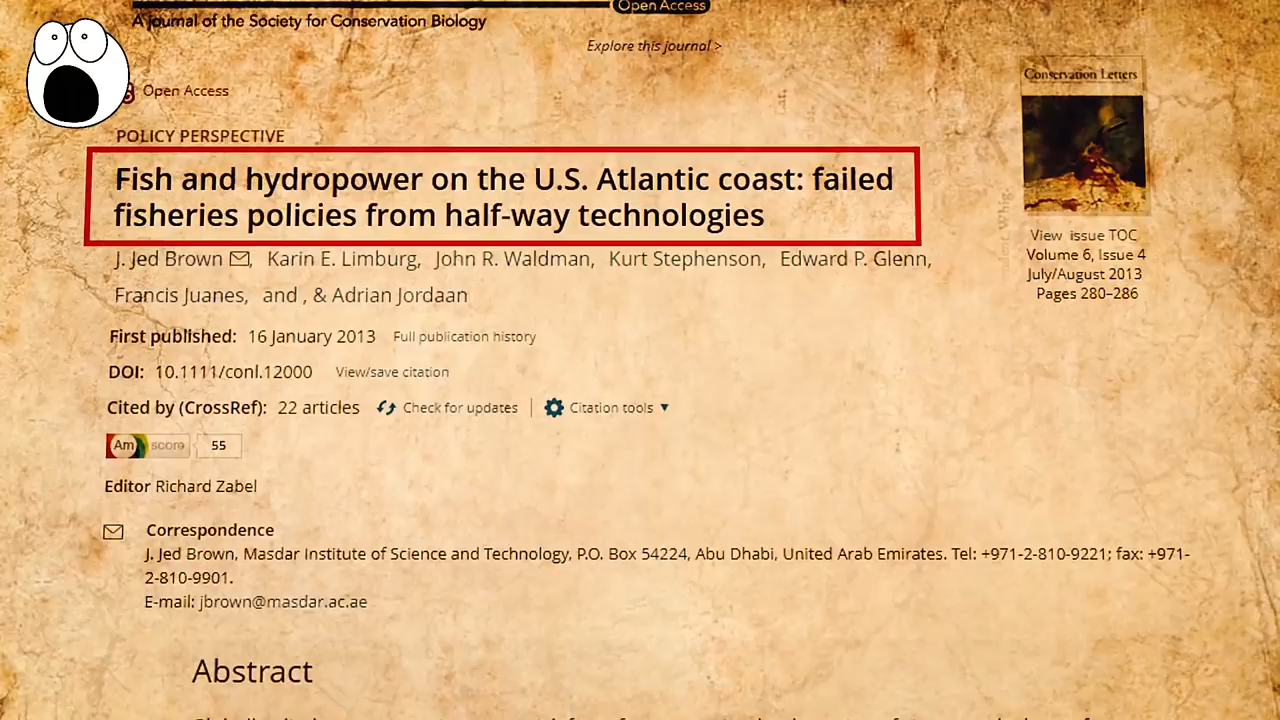 Open Access
A journal of the Society for Conservation Biology
Explore this journal >
Open Access
Conservation Letters
POLICY PERSPECTIVE
Fish and hydropower on the U.S. Atlantic coast: failed
fisheries policies from half-way technologies
View issue TOC
Volume 6, Issue 4
July/August 2013
Pages 280–286
J. Jed Brown, Karin E. Limburg, John R. Waldman, Kurt Stephenson, Edward P. Glenn,
Francis Juanes, and , & Adrian Jordaan
First published: 16 January 2013 Full publication history
DOI: 10.1111/conl.12000 View/save citation
Cited by (CrossRef): 22 articles Check for updates Citation tools ▼
Am score 55
Editor Richard Zabel
Correspondence
J. Jed Brown, Masdar Institute of Science and Technology, P.O. Box 54224, Abu Dhabi, United Arab Emirates. Tel: +971-2-810-9221; fax: +971-
2-810-9901.
E-mail: jbrown@masdar.ac.ae
Abstract